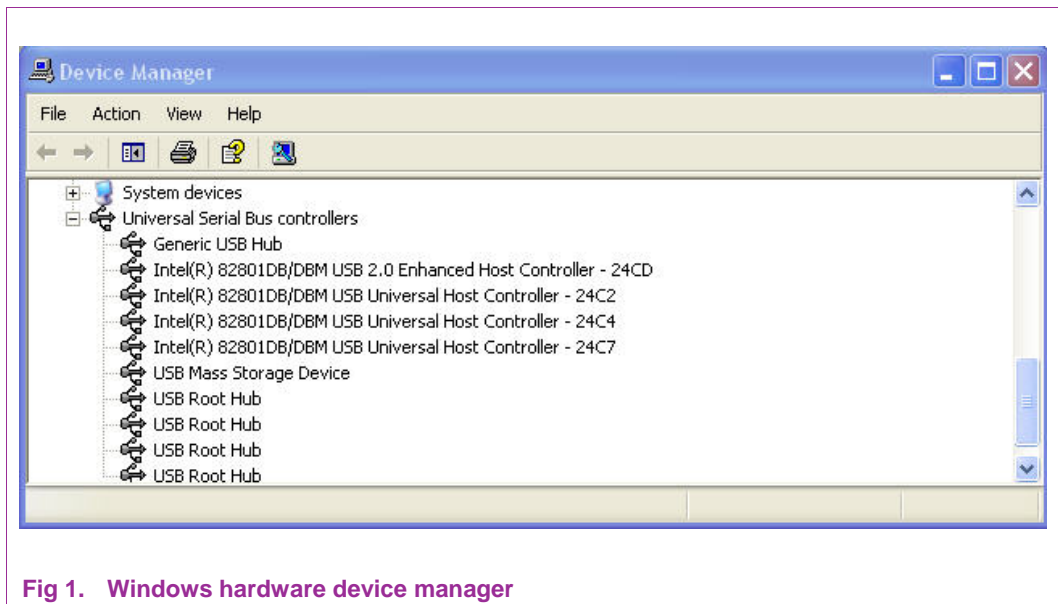 Device Manager
File Action View Help
System devices
Universal Serial Bus controllers
Generic USB Hub
Intel(R) 82801DB/DBM USB 2.0 Enhanced Host Controller - 24CD
Intel(R) 82801DB/DBM USB Universal Host Controller - 24C2
Intel(R) 82801DB/DBM USB Universal Host Controller - 24C4
Intel(R) 82801DB/DBM USB Universal Host Controller - 24C7
USB Mass Storage Device
USB Root Hub
USB Root Hub
USB Root Hub
USB Root Hub
Fig 1. Windows hardware device manager